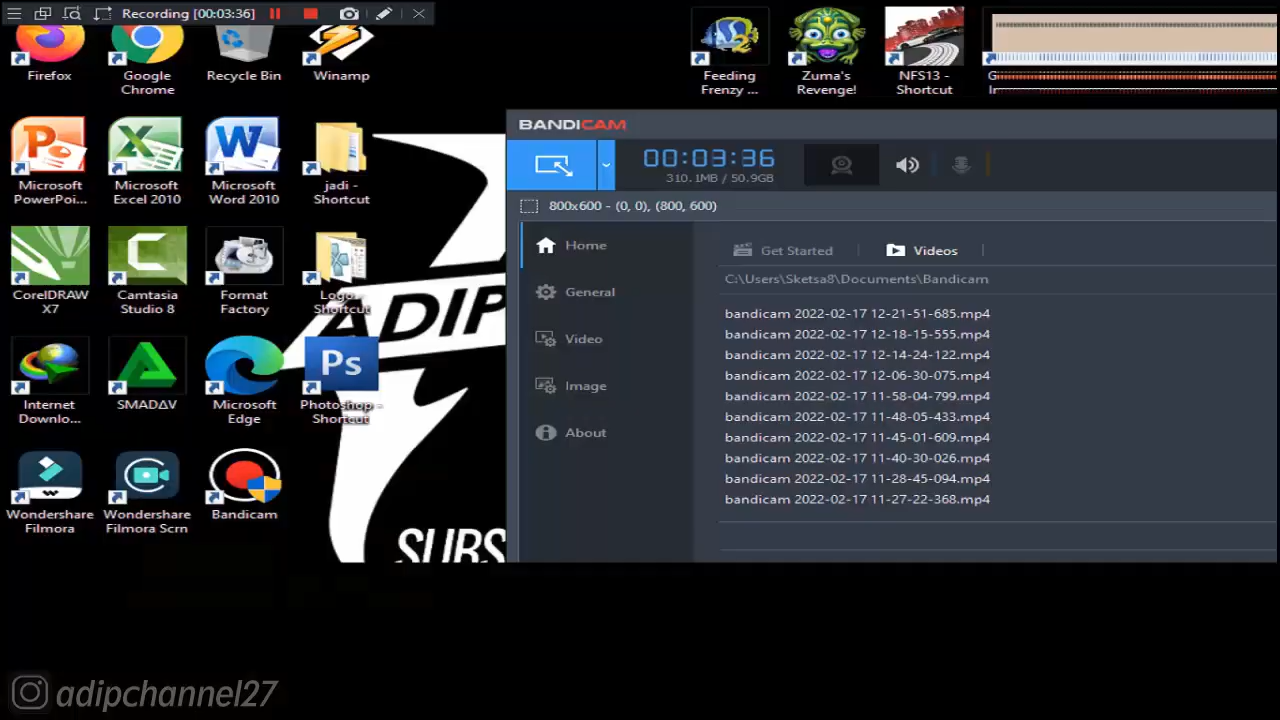 Recording [00:03:36]
Firefox
Google
Chrome
Recycle Bin
Winamp
Feeding
Frenzy ...
Zuma's
Revenge!
NFS13 -
Shortcut
Microsoft
PowerPoi...
Microsoft
Excel 2010
Microsoft
Word 2010
jadi -
Shortcut
CorelDRAW
X7
Camtasia
Studio 8
Format
Factory
Logo -
Shortcut
ADIP
Internet
Downlo...
SMADΔV
Microsoft
Edge
Ps
Photoshop -
Shortcut
Wondershare
Filmora
Wondershare
Filmora Scrn
Bandicam
SUBS
BANDICAM
00:03:36
310.1MB / 50.9GB
800x600 - (0, 0), (800, 600)
Home
General
Video
Image
About
Get Started
Videos
C:\Users\Sketsa8\Documents\Bandicam
bandicam 2022-02-17 12-21-51-685.mp4
bandicam 2022-02-17 12-18-15-555.mp4
bandicam 2022-02-17 12-14-24-122.mp4
bandicam 2022-02-17 12-06-30-075.mp4
bandicam 2022-02-17 11-58-04-799.mp4
bandicam 2022-02-17 11-48-05-433.mp4
bandicam 2022-02-17 11-45-01-609.mp4
bandicam 2022-02-17 11-40-30-026.mp4
bandicam 2022-02-17 11-28-45-094.mp4
bandicam 2022-02-17 11-27-22-368.mp4
adipchannel27